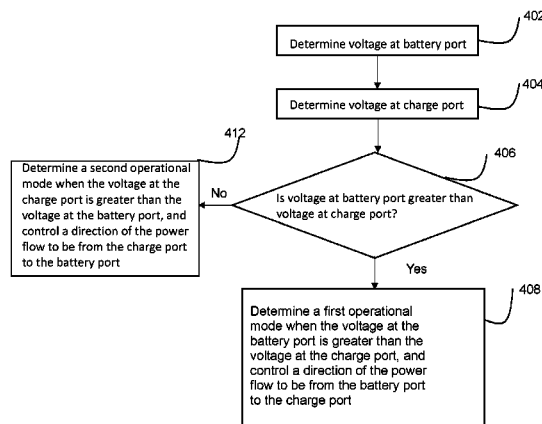 402
Determine voltage at battery port
404
Determine voltage at charge port
412
406
Determine a second operational
mode when the voltage at the
charge port is greater than the
voltage at the battery port, and
control a direction of the power
flow to be from the charge port
to the battery port
No
Is voltage at battery port greater than
voltage at charge port?
Yes
408
Determine a first operational
mode when the voltage at the
battery port is greater than the
voltage at the charge port, and
control a direction of the power
flow to be from the battery port
to the charge port